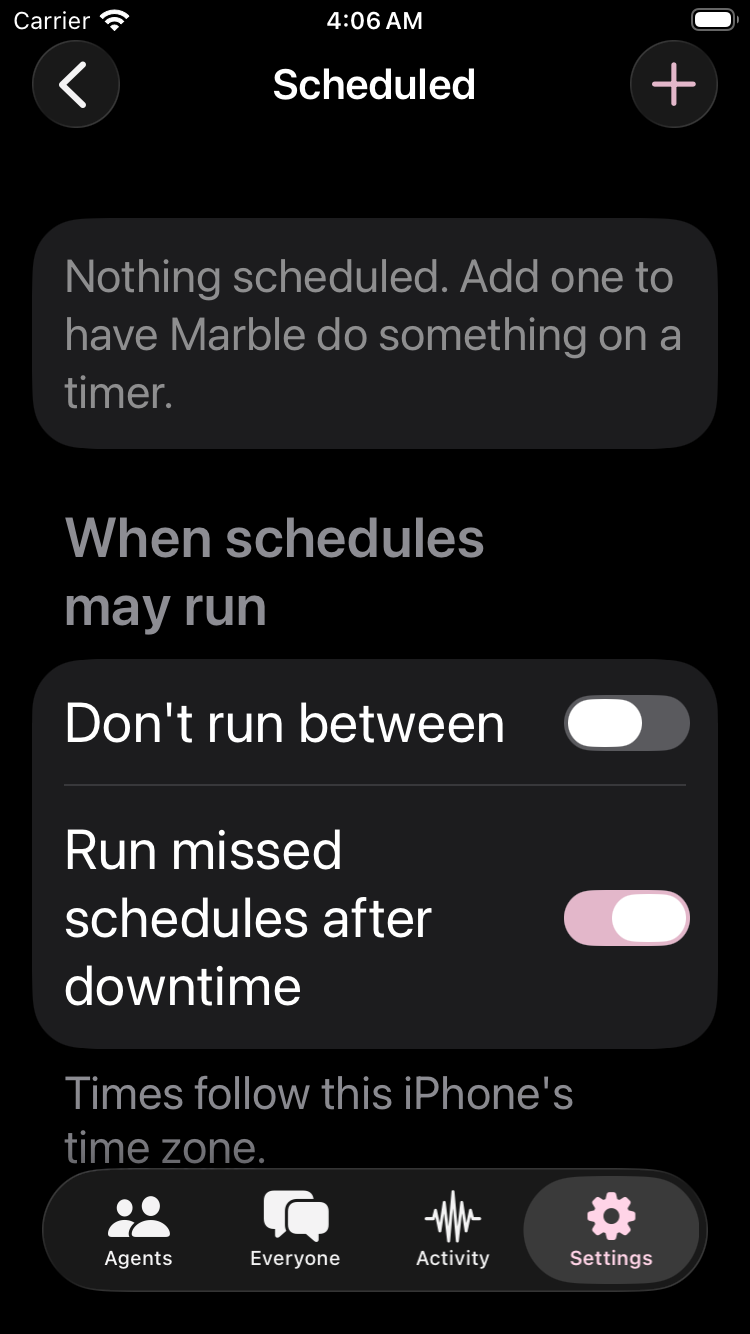 Carrier 4:06 AM
Scheduled
Nothing scheduled. Add one to
have Marble do something on a
timer.
When schedules
may run
Don't run between
Run missed
schedules after
downtime
Times follow this iPhone's
time zone.
Agents Everyone Activity Settings